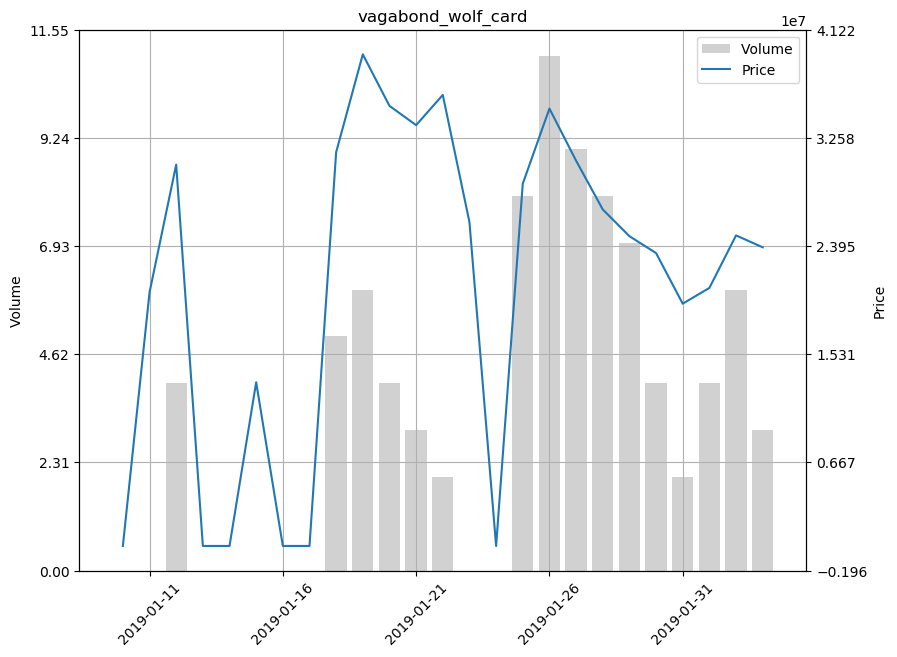 vagabond_wolf_card
1e7
11.55
9.24
6.93
4.62
2.31
0.00
Volume
4.122
3.258
2.395
1.531
0.667
−0.196
Price
Volume
Price
2019-01-11
2019-01-16
2019-01-21
2019-01-26
2019-01-31